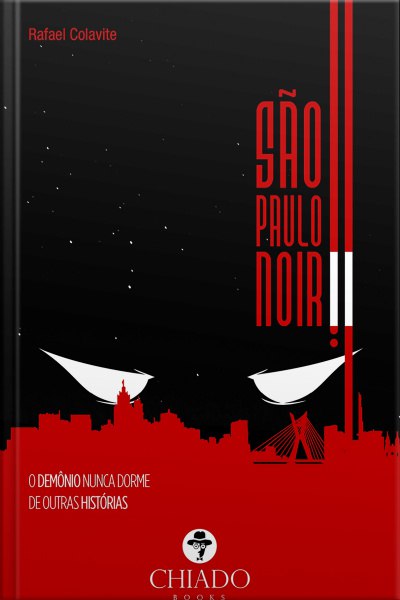 Rafael Colavite
SÃO
PAULO
NOIR!!
O DEMÔNIO NUNCA DORME
DE OUTRAS HISTÓRIAS
CHIADO
BOOKS